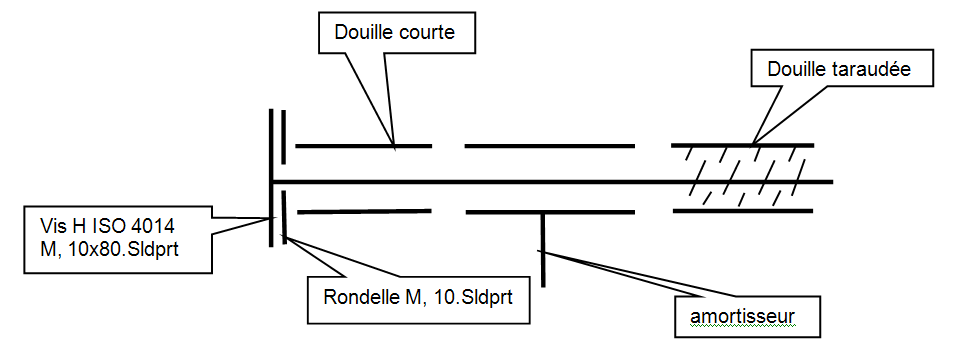 Douille courte
Douille taraudée
Vis H ISO 4014
M, 10x80.Sldprt
Rondelle M, 10.Sldprt
amortisseur